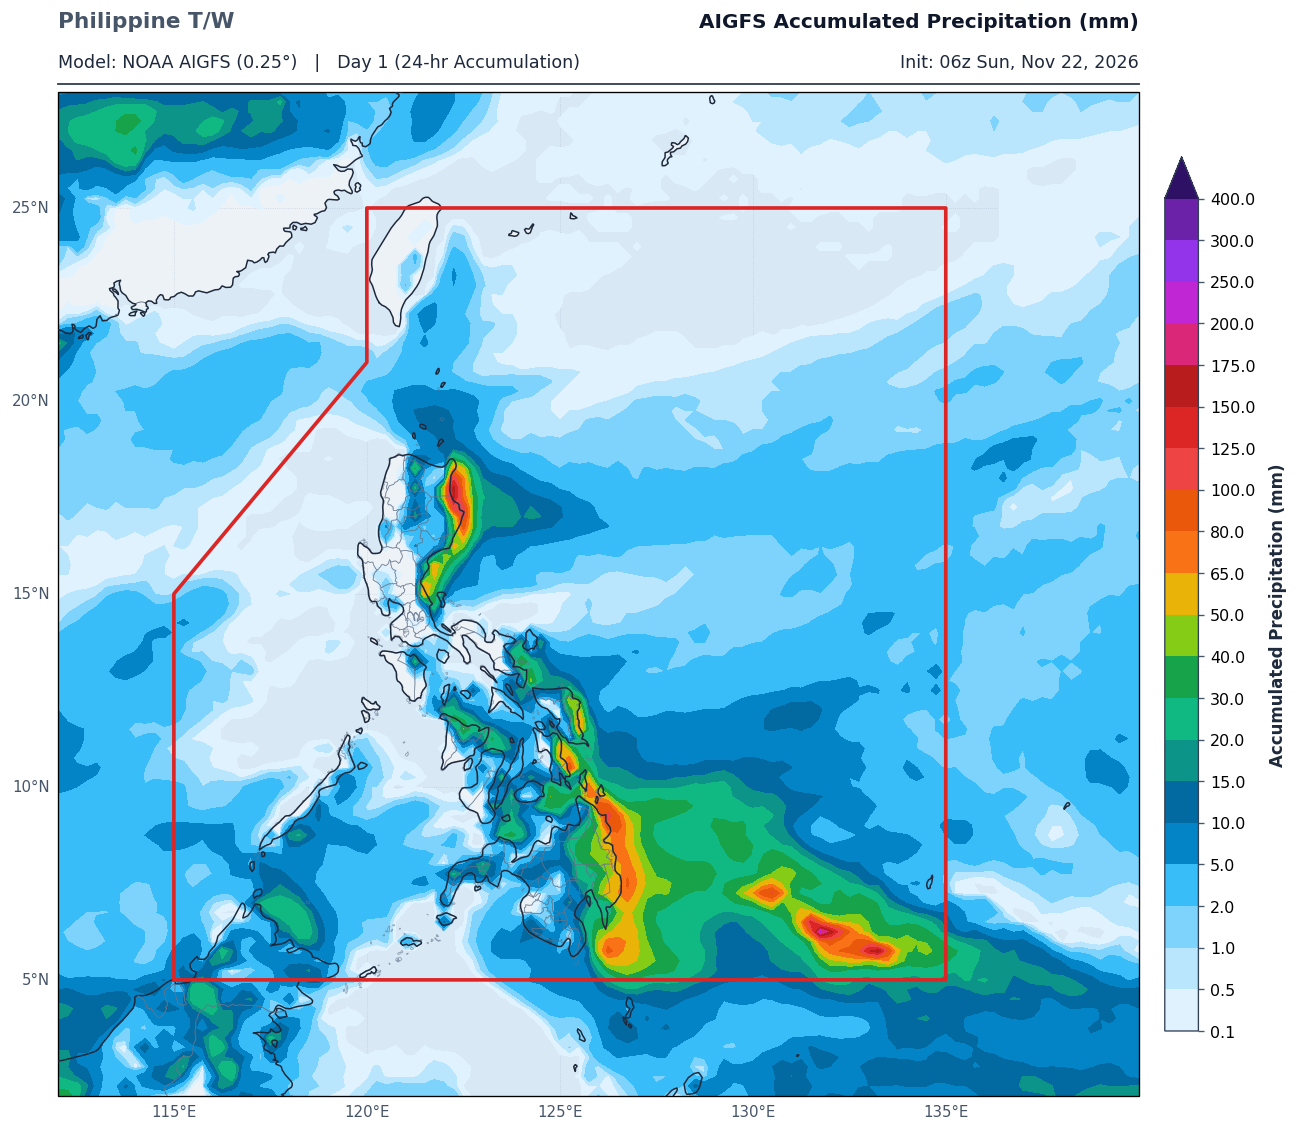 Philippine T/W
AIGFS Accumulated Precipitation (mm)
Model: NOAA AIGFS (0.25°)   |   Day 1 (24-hr Accumulation)
Init: 06z Sun, Nov 22, 2026
25°N
20°N
15°N
10°N
5°N
115°E
120°E
125°E
130°E
135°E
400.0
300.0
250.0
200.0
175.0
150.0
125.0
100.0
80.0
65.0
50.0
40.0
30.0
20.0
15.0
10.0
5.0
2.0
1.0
0.5
0.1
Accumulated Precipitation (mm)